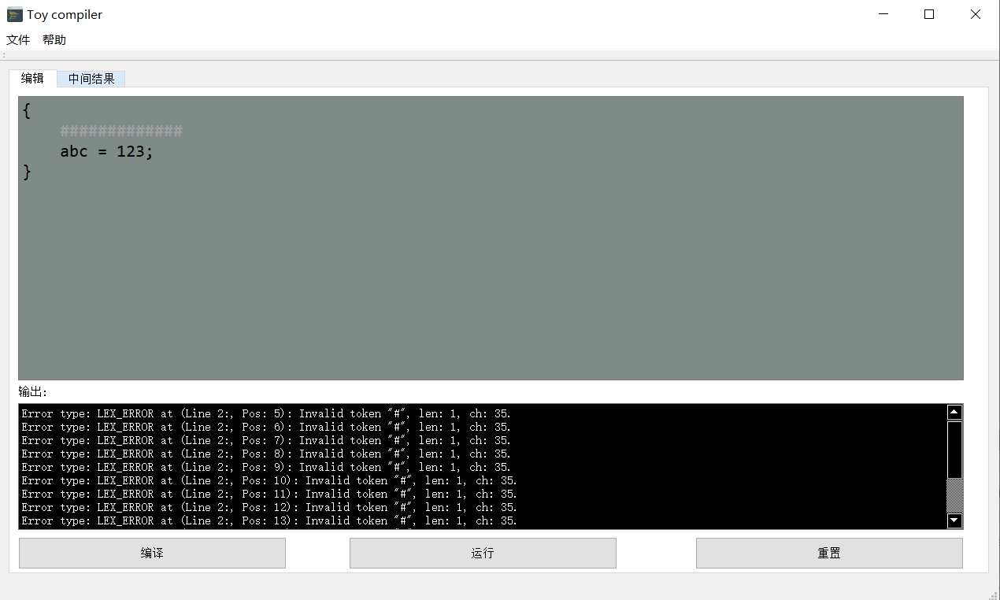 Toy compiler
文件 帮助
编辑 中间结果
{
#############
abc = 123;
}
输出:
Error type: LEX_ERROR at (Line 2:, Pos: 5): Invalid token "#", len: 1, ch: 35.
Error type: LEX_ERROR at (Line 2:, Pos: 6): Invalid token "#", len: 1, ch: 35.
Error type: LEX_ERROR at (Line 2:, Pos: 7): Invalid token "#", len: 1, ch: 35.
Error type: LEX_ERROR at (Line 2:, Pos: 8): Invalid token "#", len: 1, ch: 35.
Error type: LEX_ERROR at (Line 2:, Pos: 9): Invalid token "#", len: 1, ch: 35.
Error type: LEX_ERROR at (Line 2:, Pos: 10): Invalid token "#", len: 1, ch: 35.
Error type: LEX_ERROR at (Line 2:, Pos: 11): Invalid token "#", len: 1, ch: 35.
Error type: LEX_ERROR at (Line 2:, Pos: 12): Invalid token "#", len: 1, ch: 35.
Error type: LEX_ERROR at (Line 2:, Pos: 13): Invalid token "#", len: 1, ch: 35.
编译 运行 重置